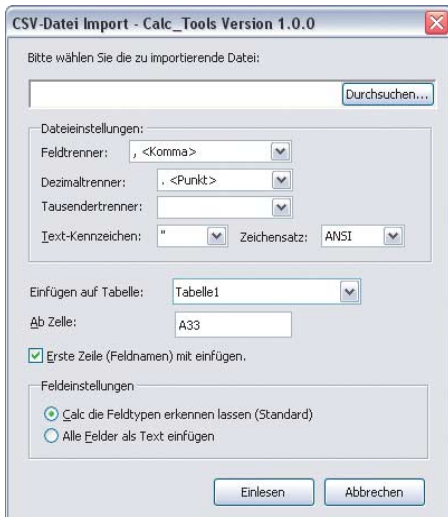 CSV-Datei Import - Calc_Tools Version 1.0.0
Bitte wählen Sie die zu importierende Datei:
Durchsuchen...
Dateieinstellungen:
Feldtrenner: , <Komma>
Dezimaltrenner: . <Punkt>
Tausendertrenner:
Text-Kennzeichen: " Zeichensatz: ANSI
Einfügen auf Tabelle: Tabelle1
Ab Zelle: A33
Erste Zeile (Feldnamen) mit einfügen.
Feldeinstellungen
Calc die Feldtypen erkennen lassen (Standard)
Alle Felder als Text einfügen
Einlesen Abbrechen